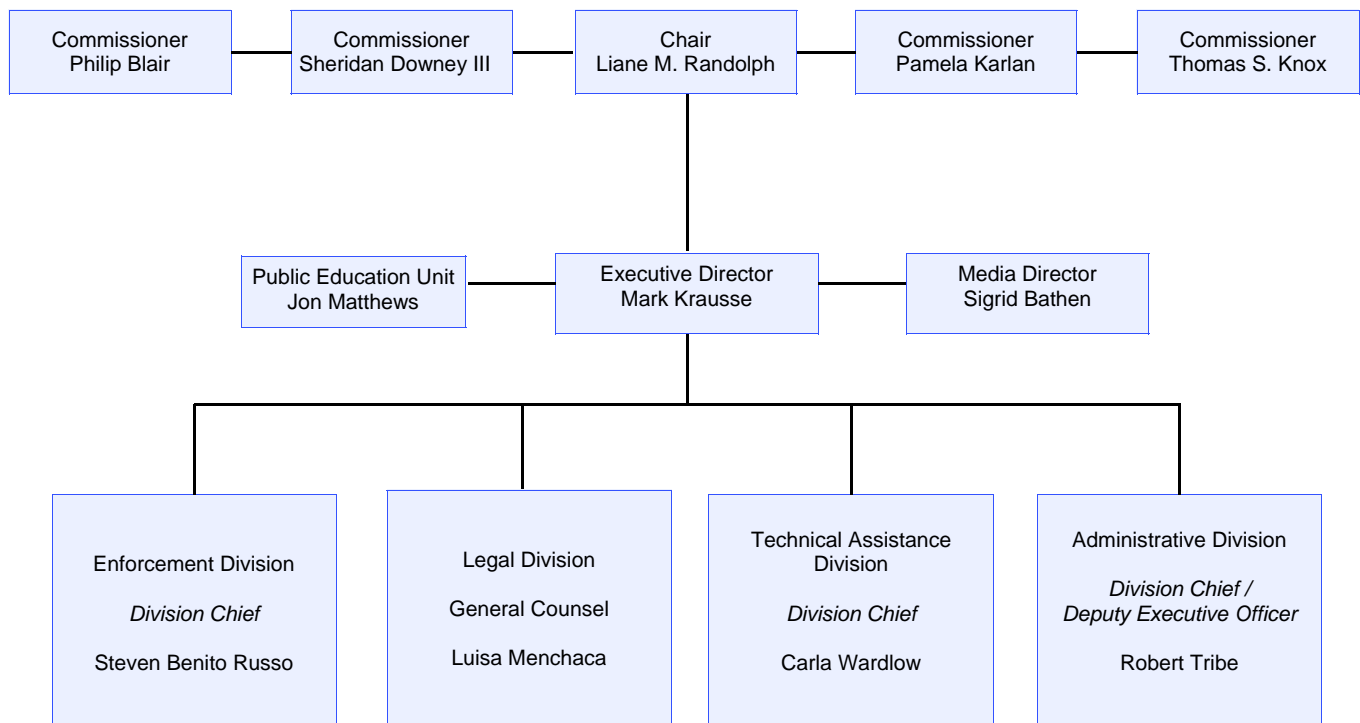 Commissioner
Philip Blair
Commissioner
Sheridan Downey III
Chair
Liane M. Randolph
Commissioner
Pamela Karlan
Commissioner
Thomas S. Knox
Public Education Unit
Jon Matthews
Executive Director
Mark Krausse
Media Director
Sigrid Bathen
Enforcement Division
Division Chief
Steven Benito Russo
Legal Division
General Counsel
Luisa Menchaca
Technical Assistance
Division
Division Chief
Carla Wardlow
Administrative Division
Division Chief /
Deputy Executive Officer
Robert Tribe